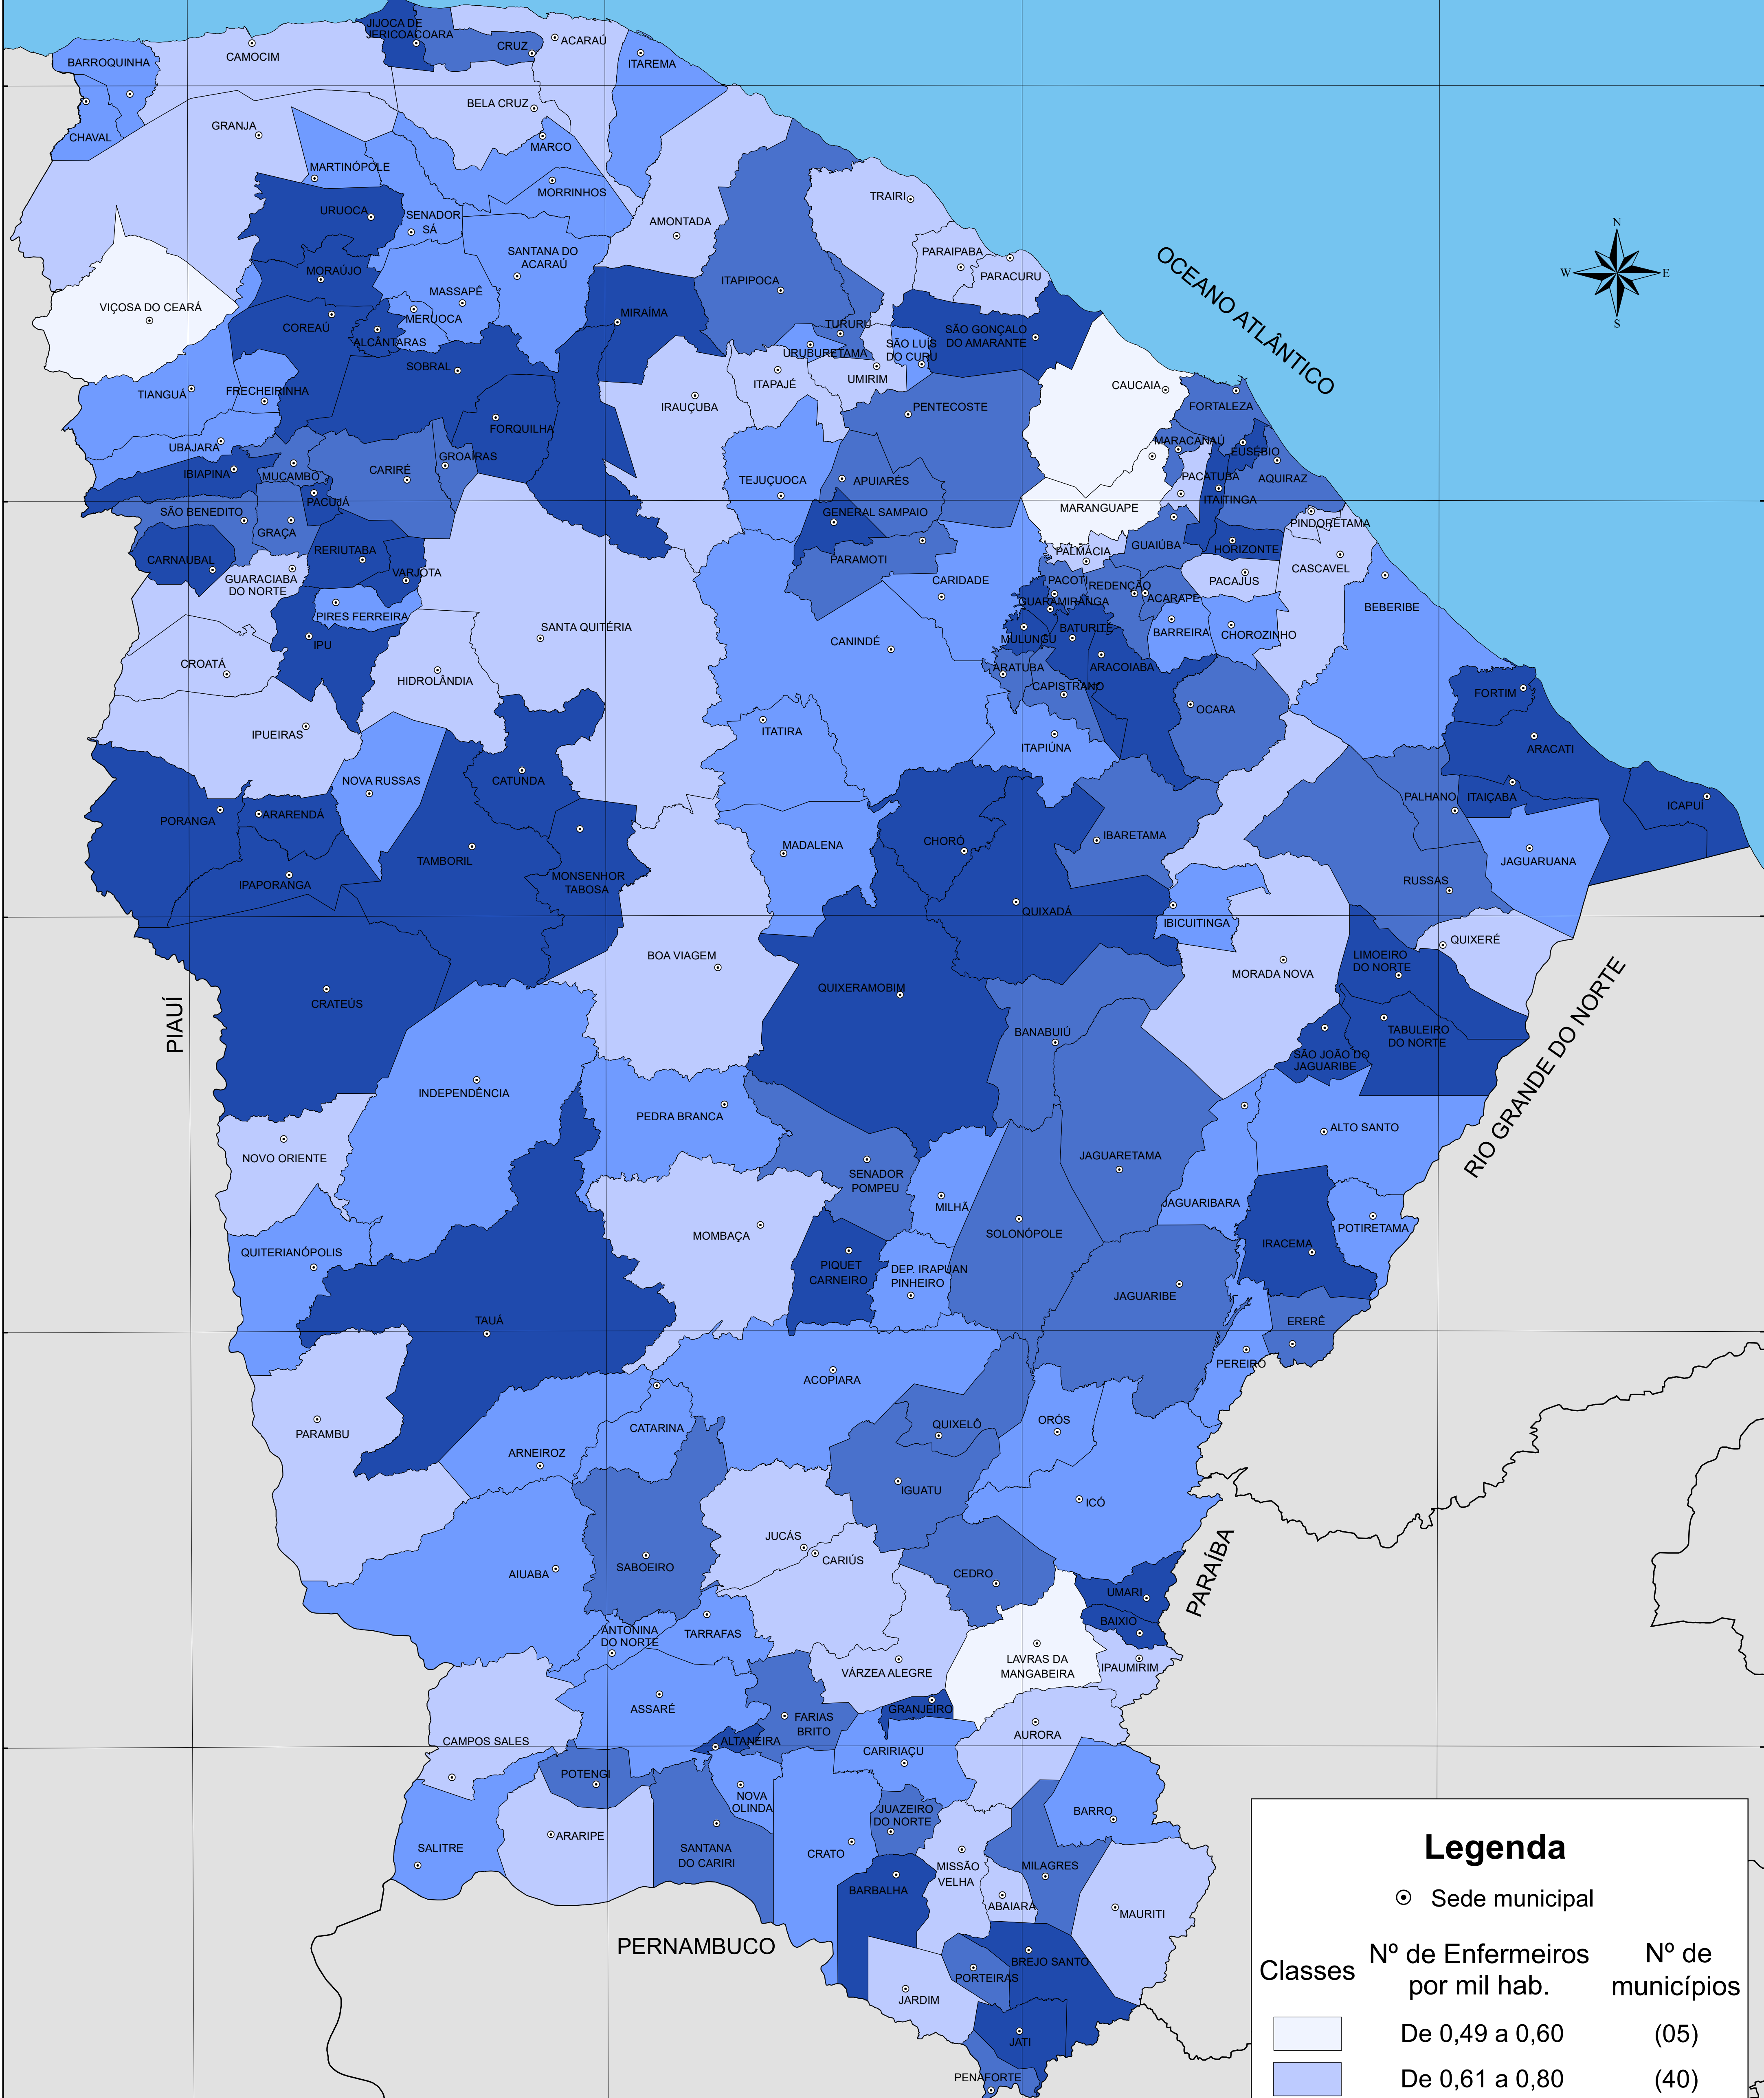 JIJOCA DE
JERICOACOARA
CRUZ
ACARAÚ
BARROQUINHA
CAMOCIM
ITAREMA
BELA CRUZ
CHAVAL
GRANJA
MARCO
MARTINÓPOLE
MORRINHOS
TRAIRI
URUOCA
SENADOR
SÁ
AMONTADA
N
W
E
S
SANTANA DO
ACARAÚ
PARAIPABA
PARACURU
OCEANO ATLÂNTICO
MORAÚJO
ITAPIPOCA
MASSAPÊ
VIÇOSA DO CEARÁ
MERUOCA
MIRAÍMA
COREAÚ
TURURU
SÃO GONÇALO
DO AMARANTE
ALCÂNTARAS
URUBURETAMA
SÃO LUÍS
DO CURU
SOBRAL
ITAPAJÉ
UMIRIM
CAUCAIA
TIANGUÁ
FRECHEIRINHA
IRAUÇUBA
PENTECOSTE
FORTALEZA
FORQUILHA
UBAJARA
MARACANAÚ
EUSÉBIO
GROAÍRAS
CARIRÉ
IBIAPINA
MUCAMBO
TEJUÇUOCA
APUIARÉS
PACATUBA
AQUIRAZ
PACUJÁ
ITAITINGA
MARANGUAPE
SÃO BENEDITO
GENERAL SAMPAIO
PINDORETAMA
GRAÇA
RERIUTABA
GUAIÚBA
HORIZONTE
CARNAUBAL
PARAMOTI
PALMÁCIA
CASCAVEL
VARJOTA
GUARACIABA
DO NORTE
CARIDADE
PACOTI
REDENÇÃO
PACAJUS
ACARAPE
GUARAMIRANGA
BEBERIBE
PIRES FERREIRA
SANTA QUITÉRIA
BATURITÉ
BARREIRA
CHOROZINHO
IPU
CANINDÉ
MULUNGU
CROATÁ
ARATUBA
ARACOIABA
HIDROLÂNDIA
CAPISTRANO
FORTIM
OCARA
IPUEIRAS
ITATIRA
ITAPIÚNA
ARACATI
NOVA RUSSAS
CATUNDA
PALHANO
ITAIÇABA
ICAPUÍ
PORANGA
ARARENDÁ
IBARETAMA
CHORÓ
MADALENA
TAMBORIL
JAGUARUANA
IPAPORANGA
MONSENHOR
TABOSA
RUSSAS
QUIXADÁ
IBICUITINGA
QUIXERÉ
BOA VIAGEM
LIMOEIRO
DO NORTE
MORADA NOVA
QUIXERAMOBIM
CRATEÚS
PIAUÍ
BANABUIÚ
TABULEIRO
DO NORTE
SÃO JOÃO DO
JAGUARIBE
RIO GRANDE DO NORTE
INDEPENDÊNCIA
PEDRA BRANCA
ALTO SANTO
NOVO ORIENTE
JAGUARETAMA
SENADOR
POMPEU
JAGUARIBARA
MILHÃ
POTIRETAMA
MOMBAÇA
SOLONÓPOLE
IRACEMA
QUITERIANÓPOLIS
PIQUET
CARNEIRO
DEP. IRAPUAN
PINHEIRO
JAGUARIBE
TAUÁ
ERERÊ
PEREIRO
ACOPIARA
PARAMBU
CATARINA
QUIXELÔ
ORÓS
ARNEIROZ
IGUATU
ICÓ
JUCÁS
CARIÚS
PARAÍBA
SABOEIRO
AIUABA
CEDRO
UMARI
BAIXIO
ANTONINA
DO NORTE
TARRAFAS
LAVRAS DA
MANGABEIRA
IPAUMIRIM
VÁRZEA ALEGRE
ASSARÉ
GRANJEIRO
FARIAS
BRITO
AURORA
CAMPOS SALES
ALTANEIRA
CARIRIAÇU
POTENGI
NOVA
OLINDA
JUAZEIRO
DO NORTE
BARRO
ARARIPE
SALITRE
SANTANA
DO CARIRI
CRATO
MISSÃO
VELHA
MILAGRES
BARBALHA
ABAIARA
MAURITI
PERNAMBUCO
BREJO SANTO
PORTEIRAS
JARDIM
JATI
PENAFORTE
Legenda
Sede municipal
Classes
Nº de Enfermeiros
por mil hab.
Nº de
municípios
De 0,49 a 0,60
(05)
De 0,61 a 0,80
(40)